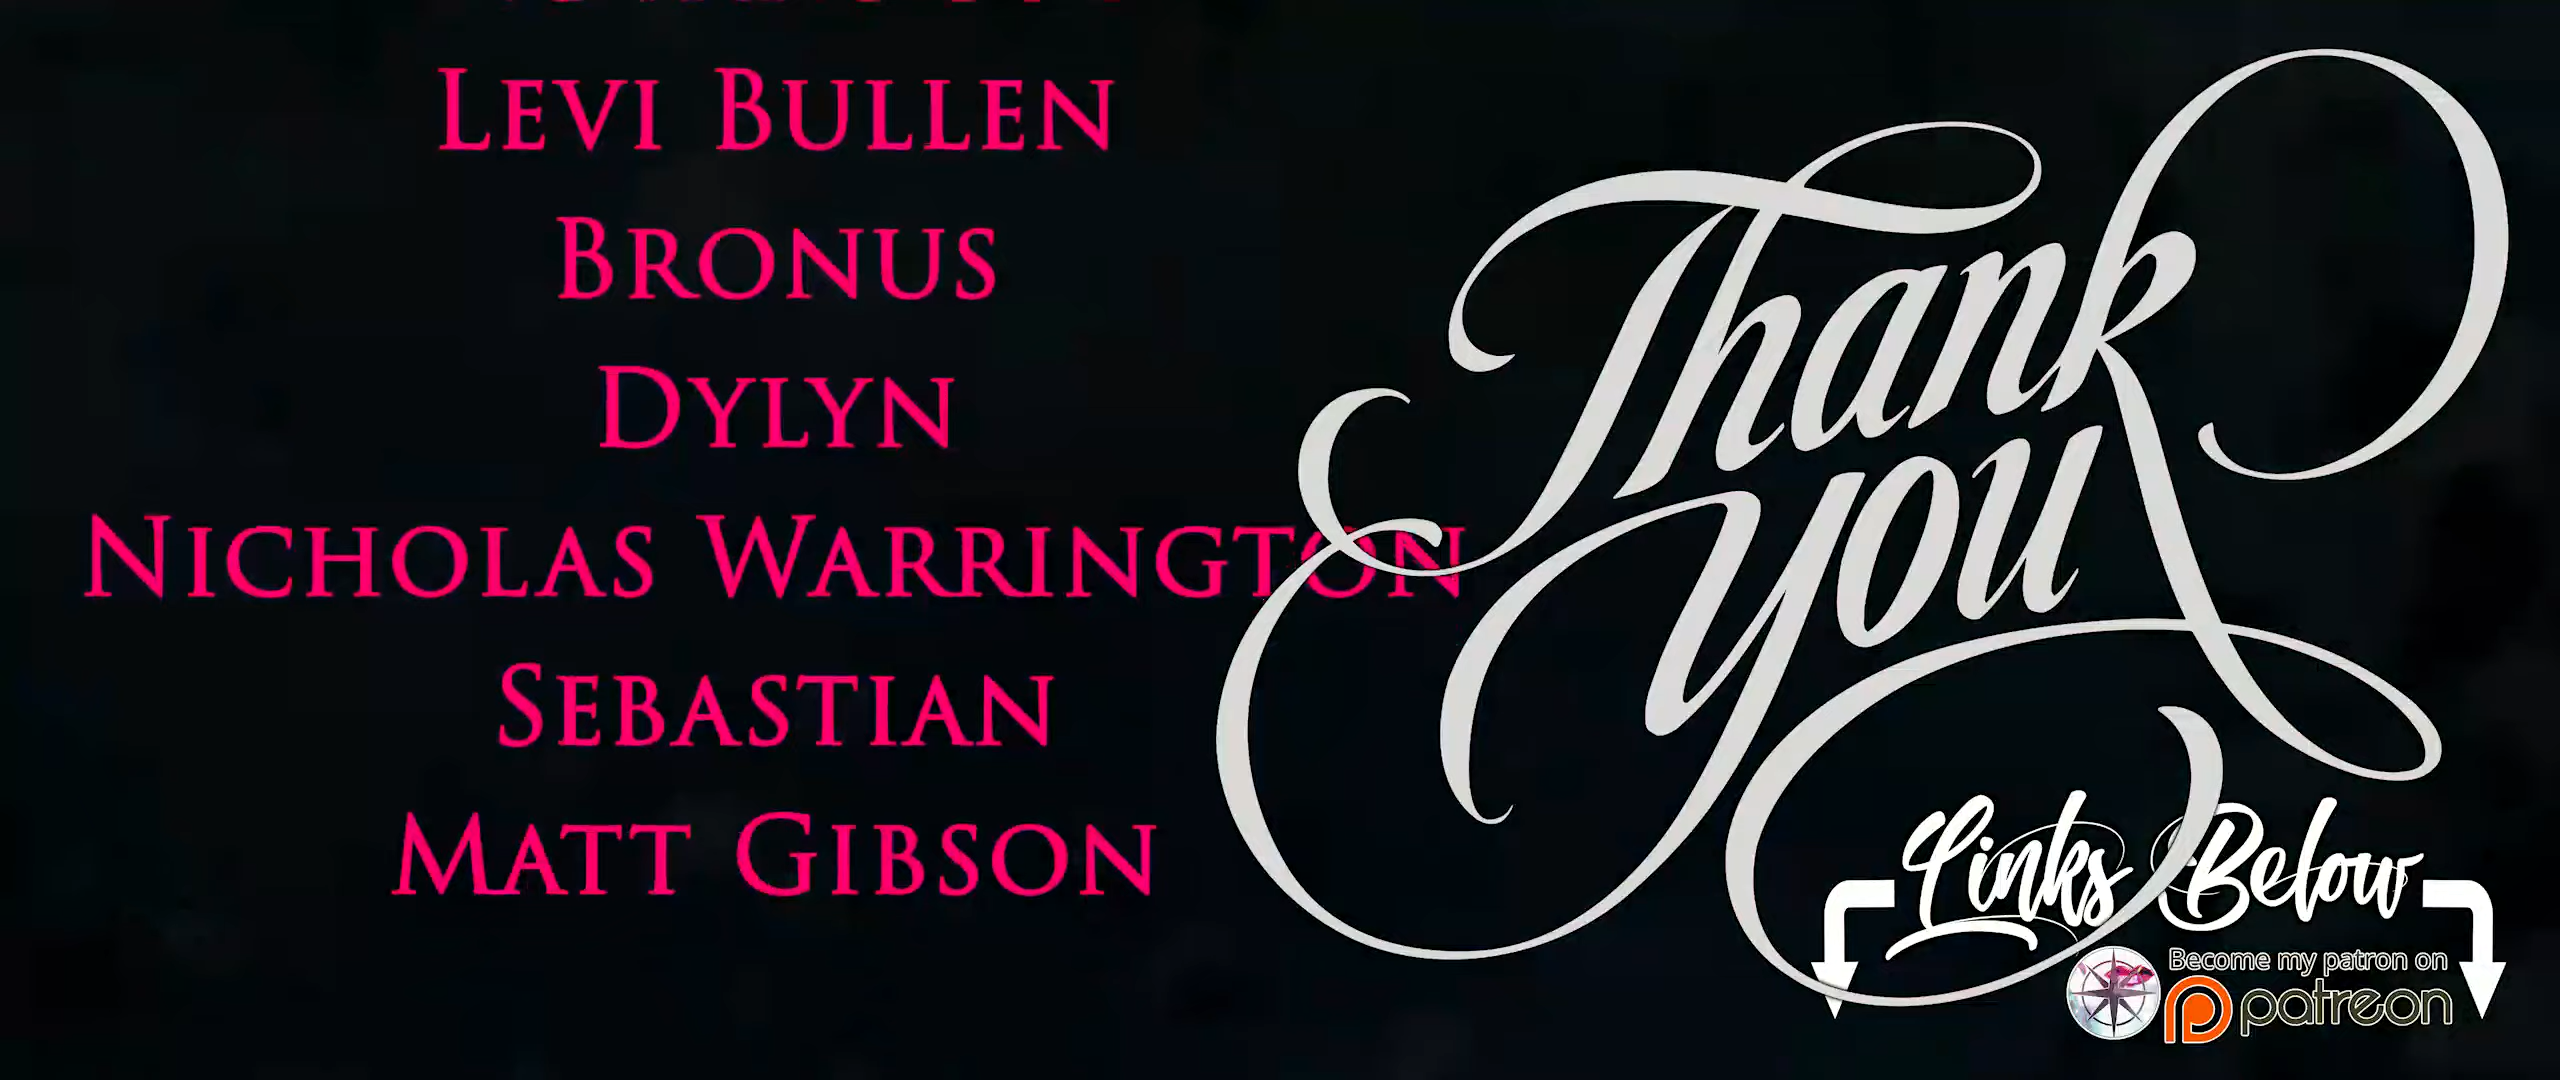 Levi Bullen
Bronus
Dylyn
Nicholas Warrington
Sebastian
Matt Gibson
Thank
you
Links Below
Become my patron on
patreon